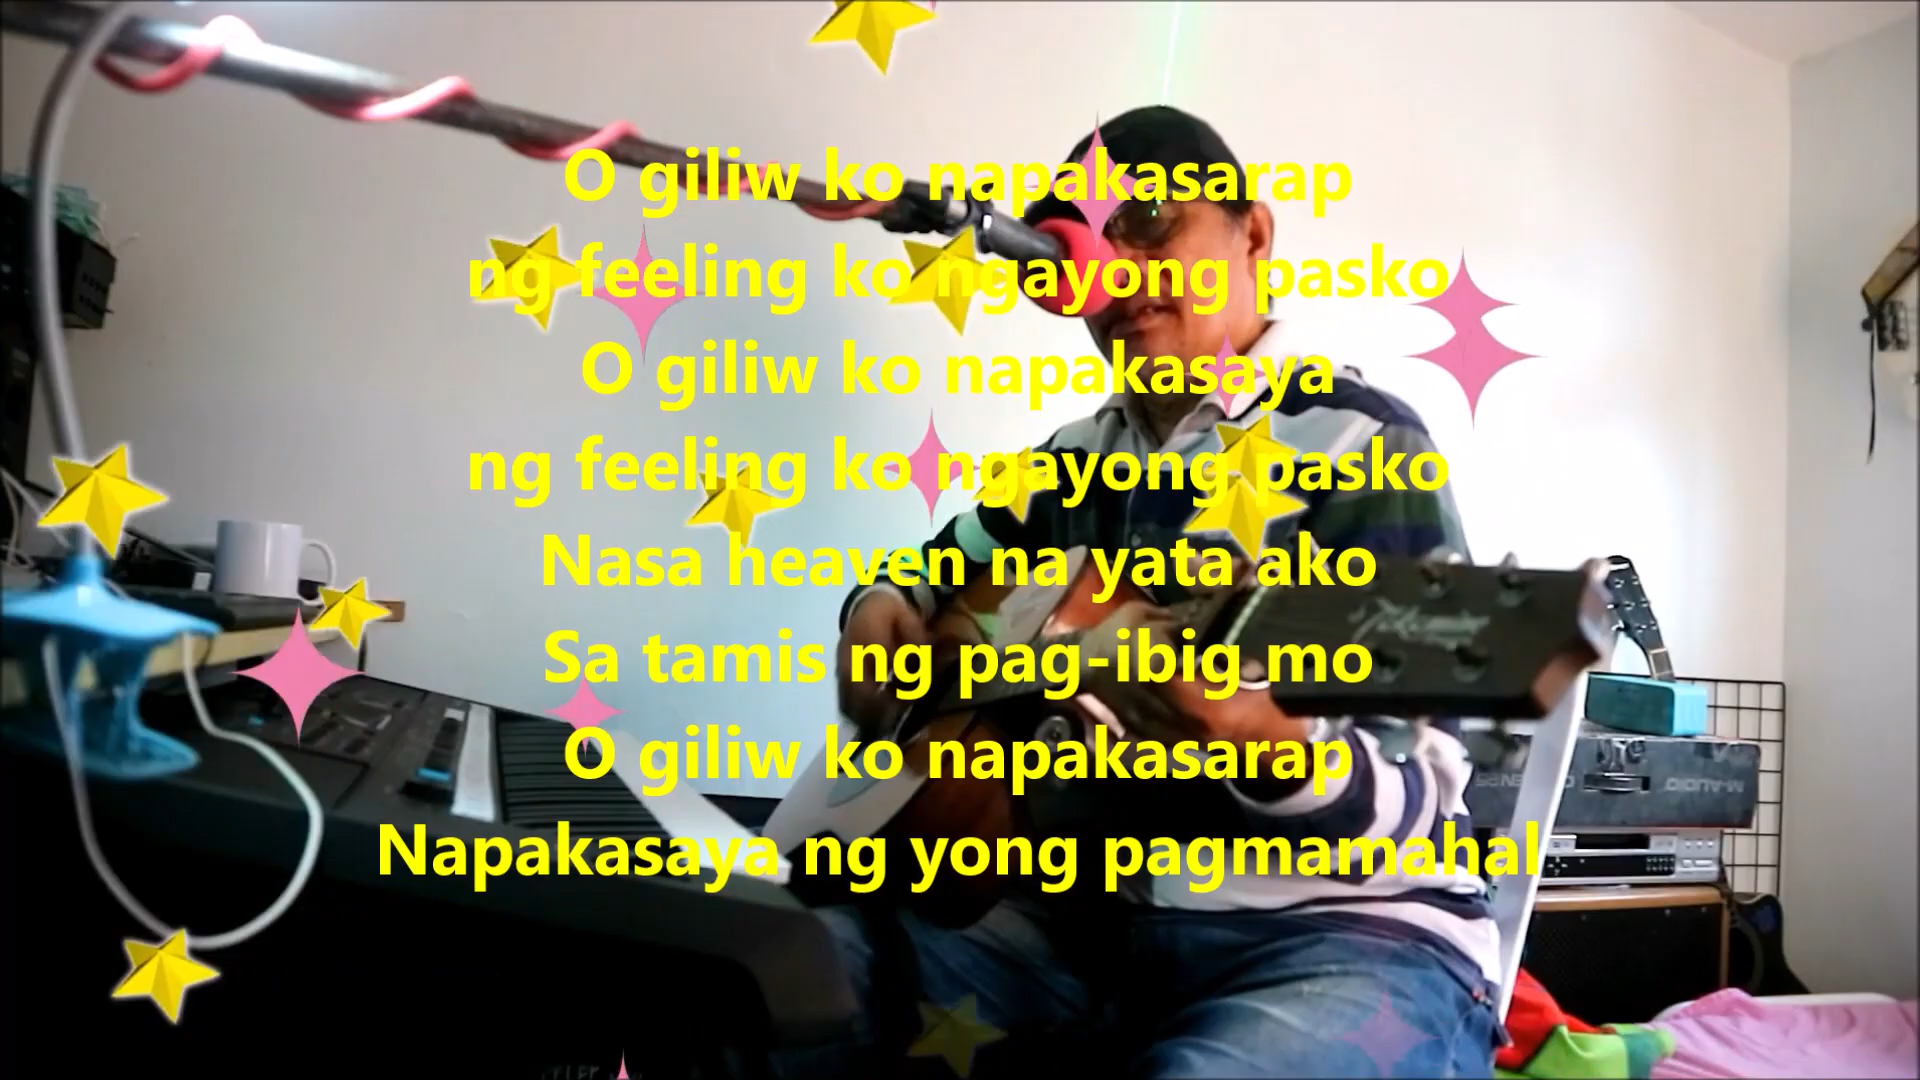 O giliw ko napakasarap
ng feeling ko ngayong pasko
O giliw ko napakasaya
ng feeling ko ngayong pasko
Nasa heaven na yata ako
Sa tamis ng pag-ibig mo
O giliw ko napakasarap
Napakasaya ng yong pagmamahal
M-AUDIO